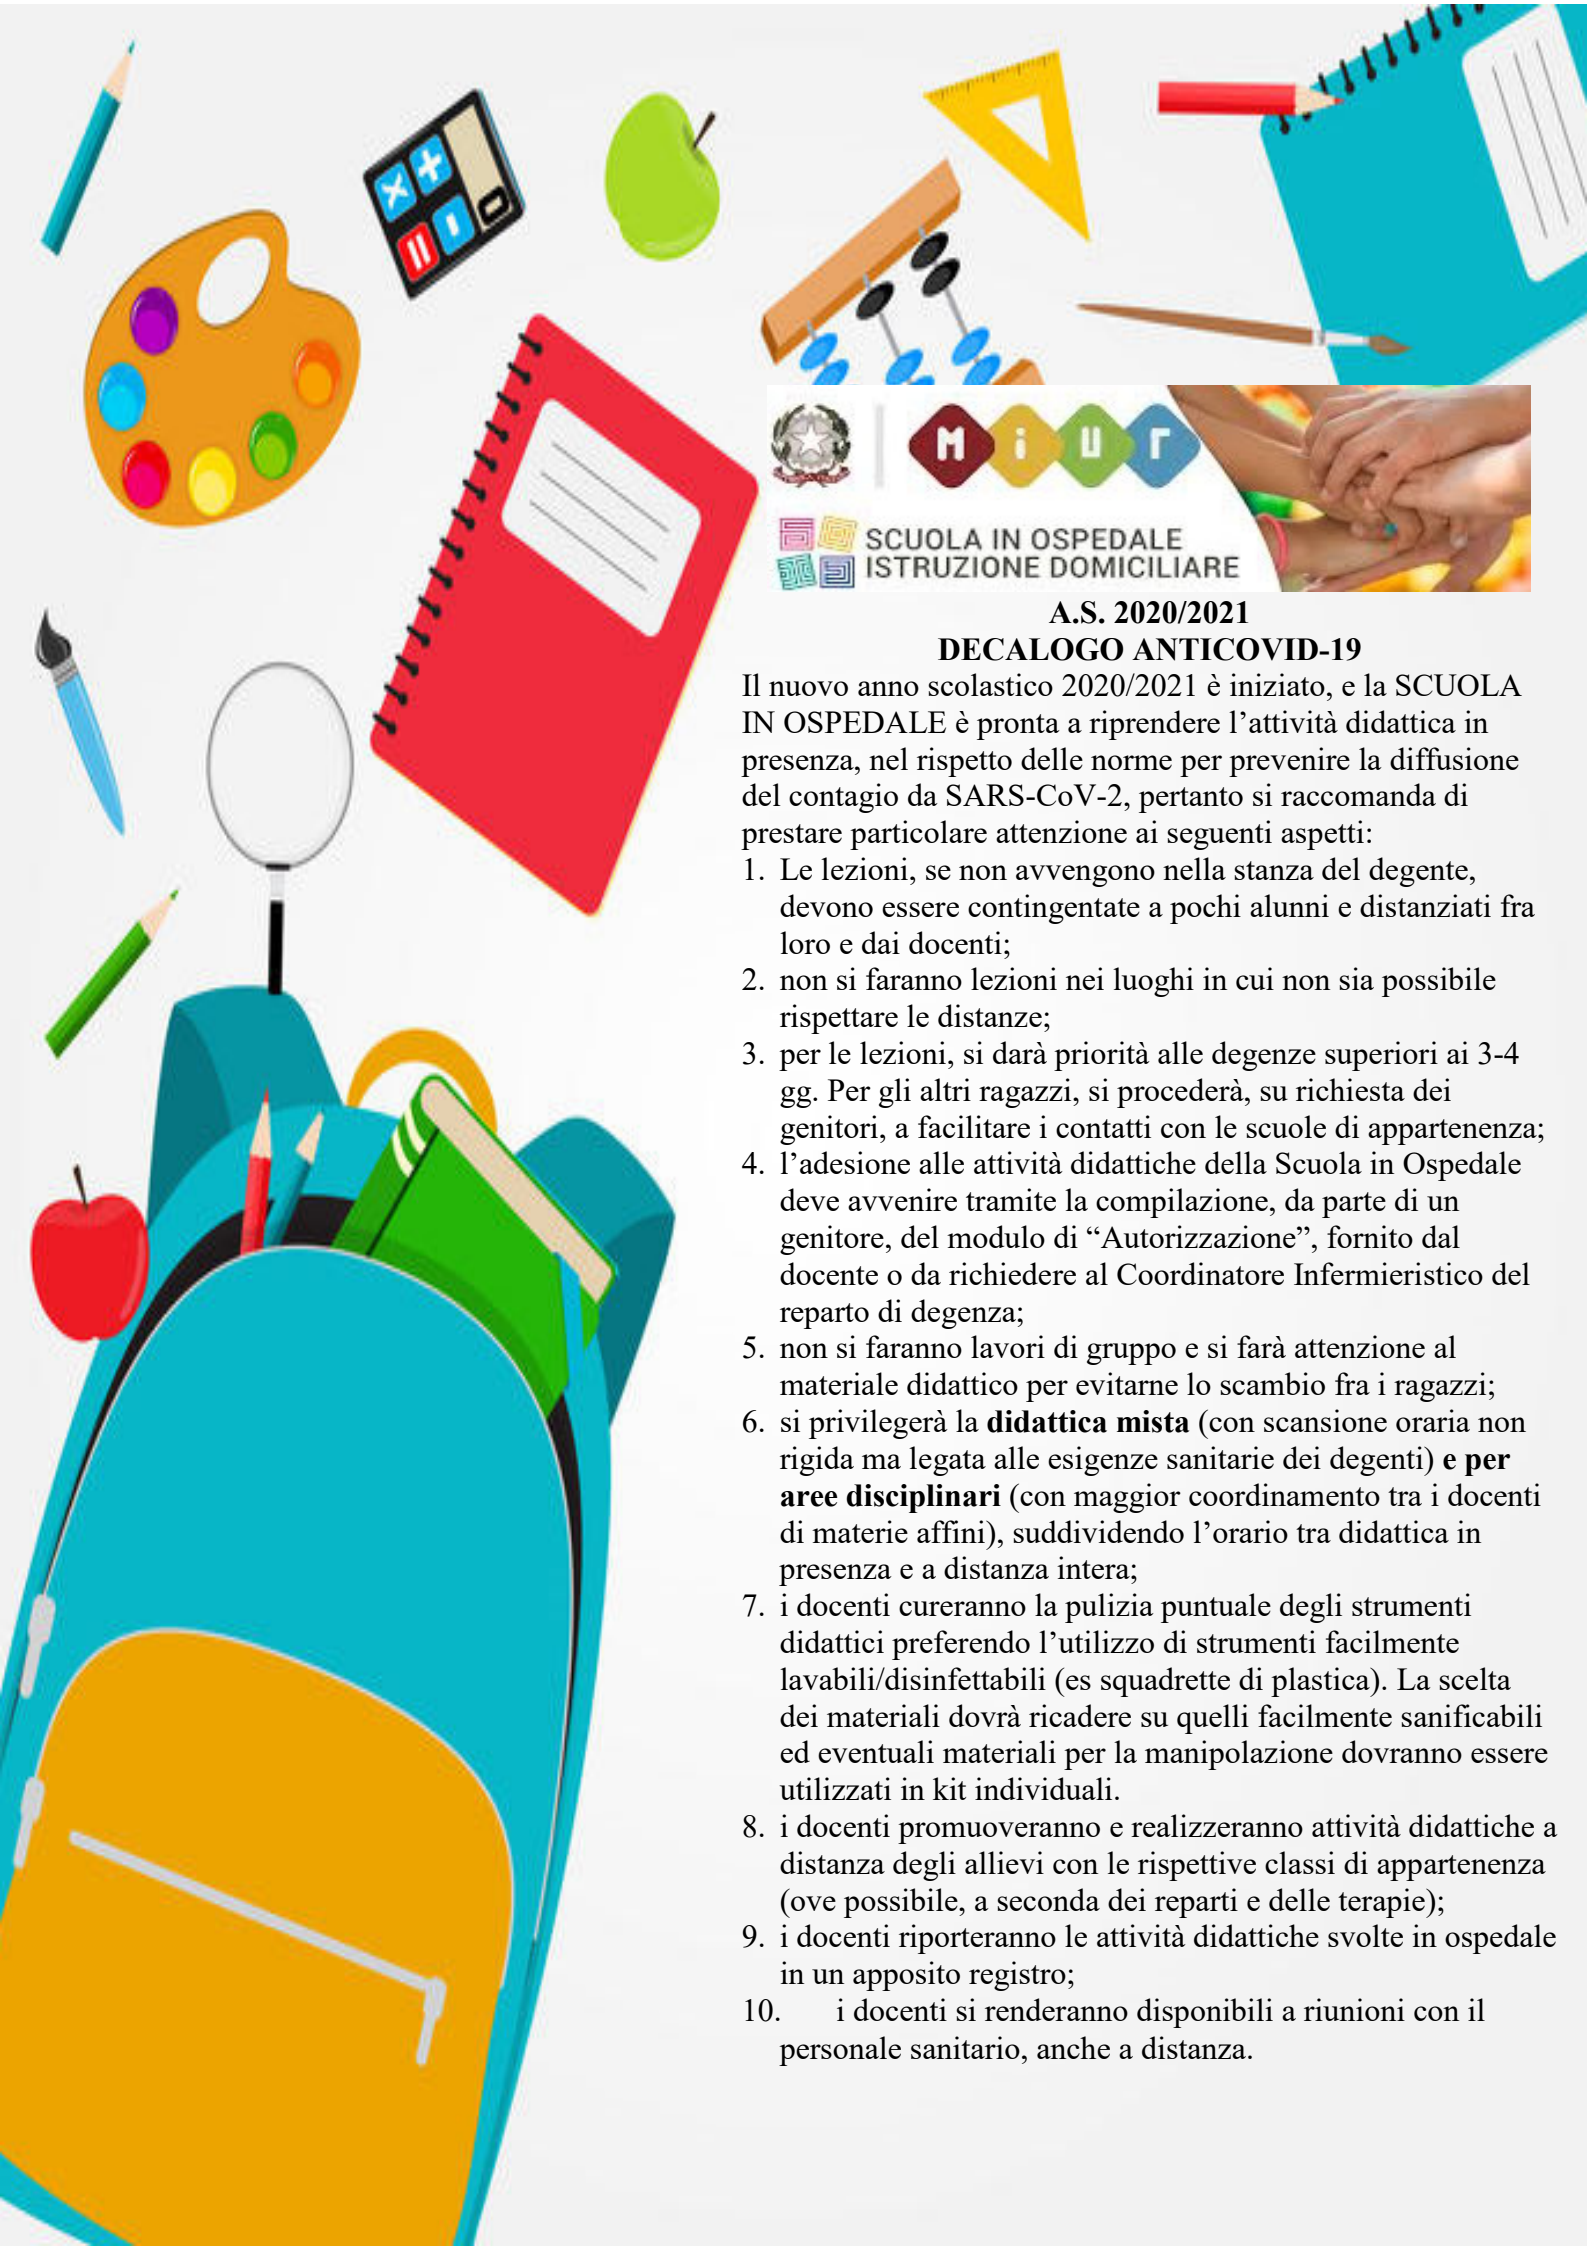 MiUr
SCUOLA IN OSPEDALE
ISTRUZIONE DOMICILIARE
A.S. 2020/2021
DECALOGO ANTICOVID-19
Il nuovo anno scolastico 2020/2021 è iniziato, e la SCUOLA
IN OSPEDALE è pronta a riprendere l’attività didattica in
presenza, nel rispetto delle norme per prevenire la diffusione
del contagio da SARS-CoV-2, pertanto si raccomanda di
prestare particolare attenzione ai seguenti aspetti:
1. Le lezioni, se non avvengono nella stanza del degente,
devono essere contingentate a pochi alunni e distanziati fra
loro e dai docenti;
2. non si faranno lezioni nei luoghi in cui non sia possibile
rispettare le distanze;
3. per le lezioni, si darà priorità alle degenze superiori ai 3-4
gg. Per gli altri ragazzi, si procederà, su richiesta dei
genitori, a facilitare i contatti con le scuole di appartenenza;
4. l’adesione alle attività didattiche della Scuola in Ospedale
deve avvenire tramite la compilazione, da parte di un
genitore, del modulo di “Autorizzazione”, fornito dal
docente o da richiedere al Coordinatore Infermieristico del
reparto di degenza;
5. non si faranno lavori di gruppo e si farà attenzione al
materiale didattico per evitarne lo scambio fra i ragazzi;
6. si privilegerà la didattica mista (con scansione oraria non
rigida ma legata alle esigenze sanitarie dei degenti) e per
aree disciplinari (con maggior coordinamento tra i docenti
di materie affini), suddividendo l’orario tra didattica in
presenza e a distanza intera;
7. i docenti cureranno la pulizia puntuale degli strumenti
didattici preferendo l’utilizzo di strumenti facilmente
lavabili/disinfettabili (es squadrette di plastica). La scelta
dei materiali dovrà ricadere su quelli facilmente sanificabili
ed eventuali materiali per la manipolazione dovranno essere
utilizzati in kit individuali.
8. i docenti promuoveranno e realizzeranno attività didattiche a
distanza degli allievi con le rispettive classi di appartenenza
(ove possibile, a seconda dei reparti e delle terapie);
9. i docenti riporteranno le attività didattiche svolte in ospedale
in un apposito registro;
10. i docenti si renderanno disponibili a riunioni con il
personale sanitario, anche a distanza.